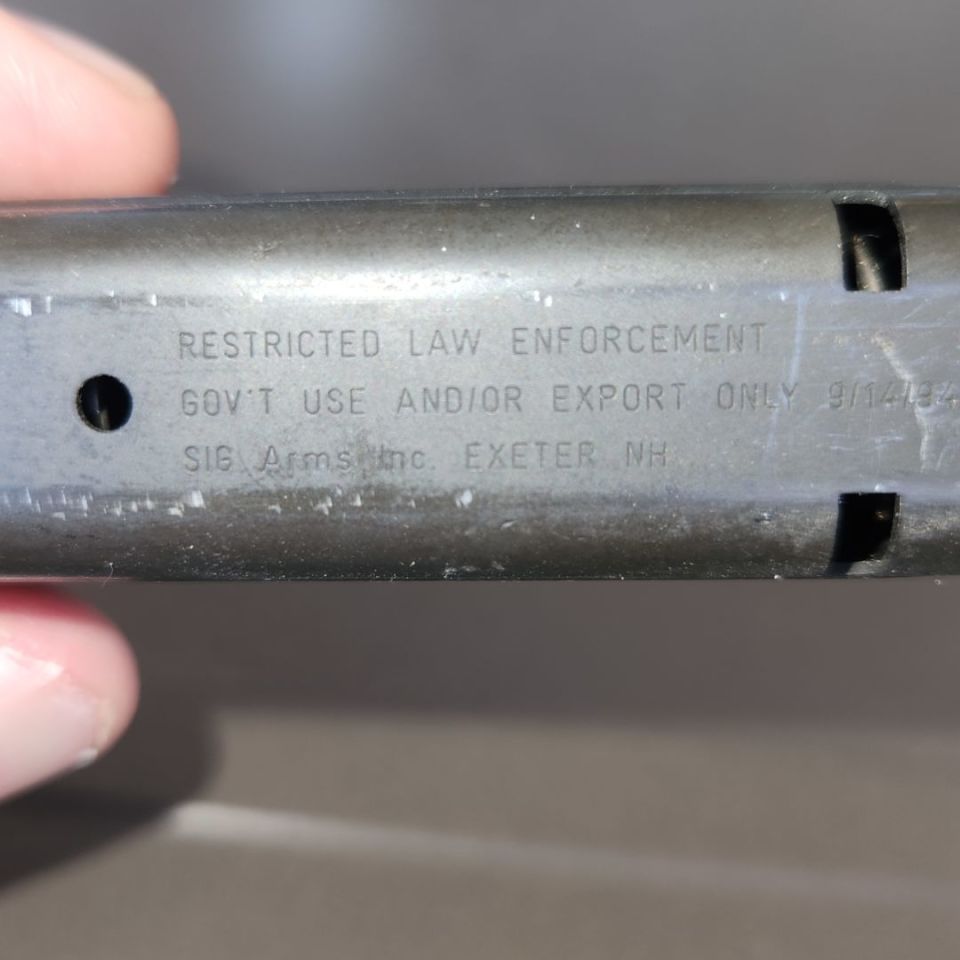 RESTRICTED LAW ENFORCEMENT
GOV'T USE AND/OR EXPORT ONLY 9/14/94
SIG Arms Inc. EXETER NH